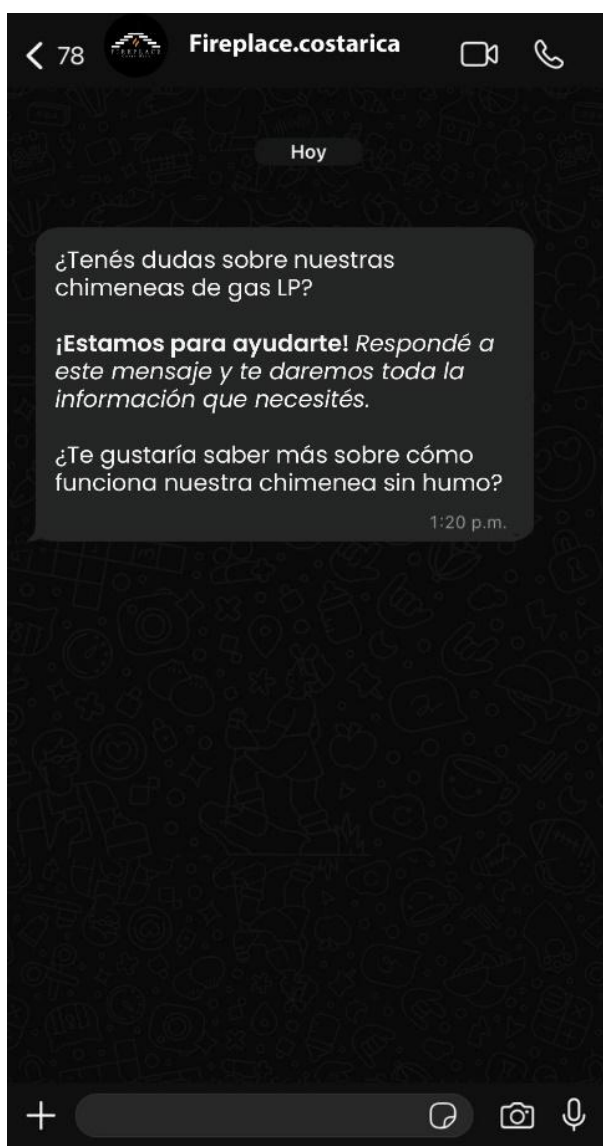 78
Fireplace.costarica
FIREPLACE
Hoy
¿Tenés dudas sobre nuestras
chimeneas de gas LP?
¡Estamos para ayudarte! Respondé a
este mensaje y te daremos toda la
información que necesités.
¿Te gustaría saber más sobre cómo
funciona nuestra chimenea sin humo?
1:20 p.m.